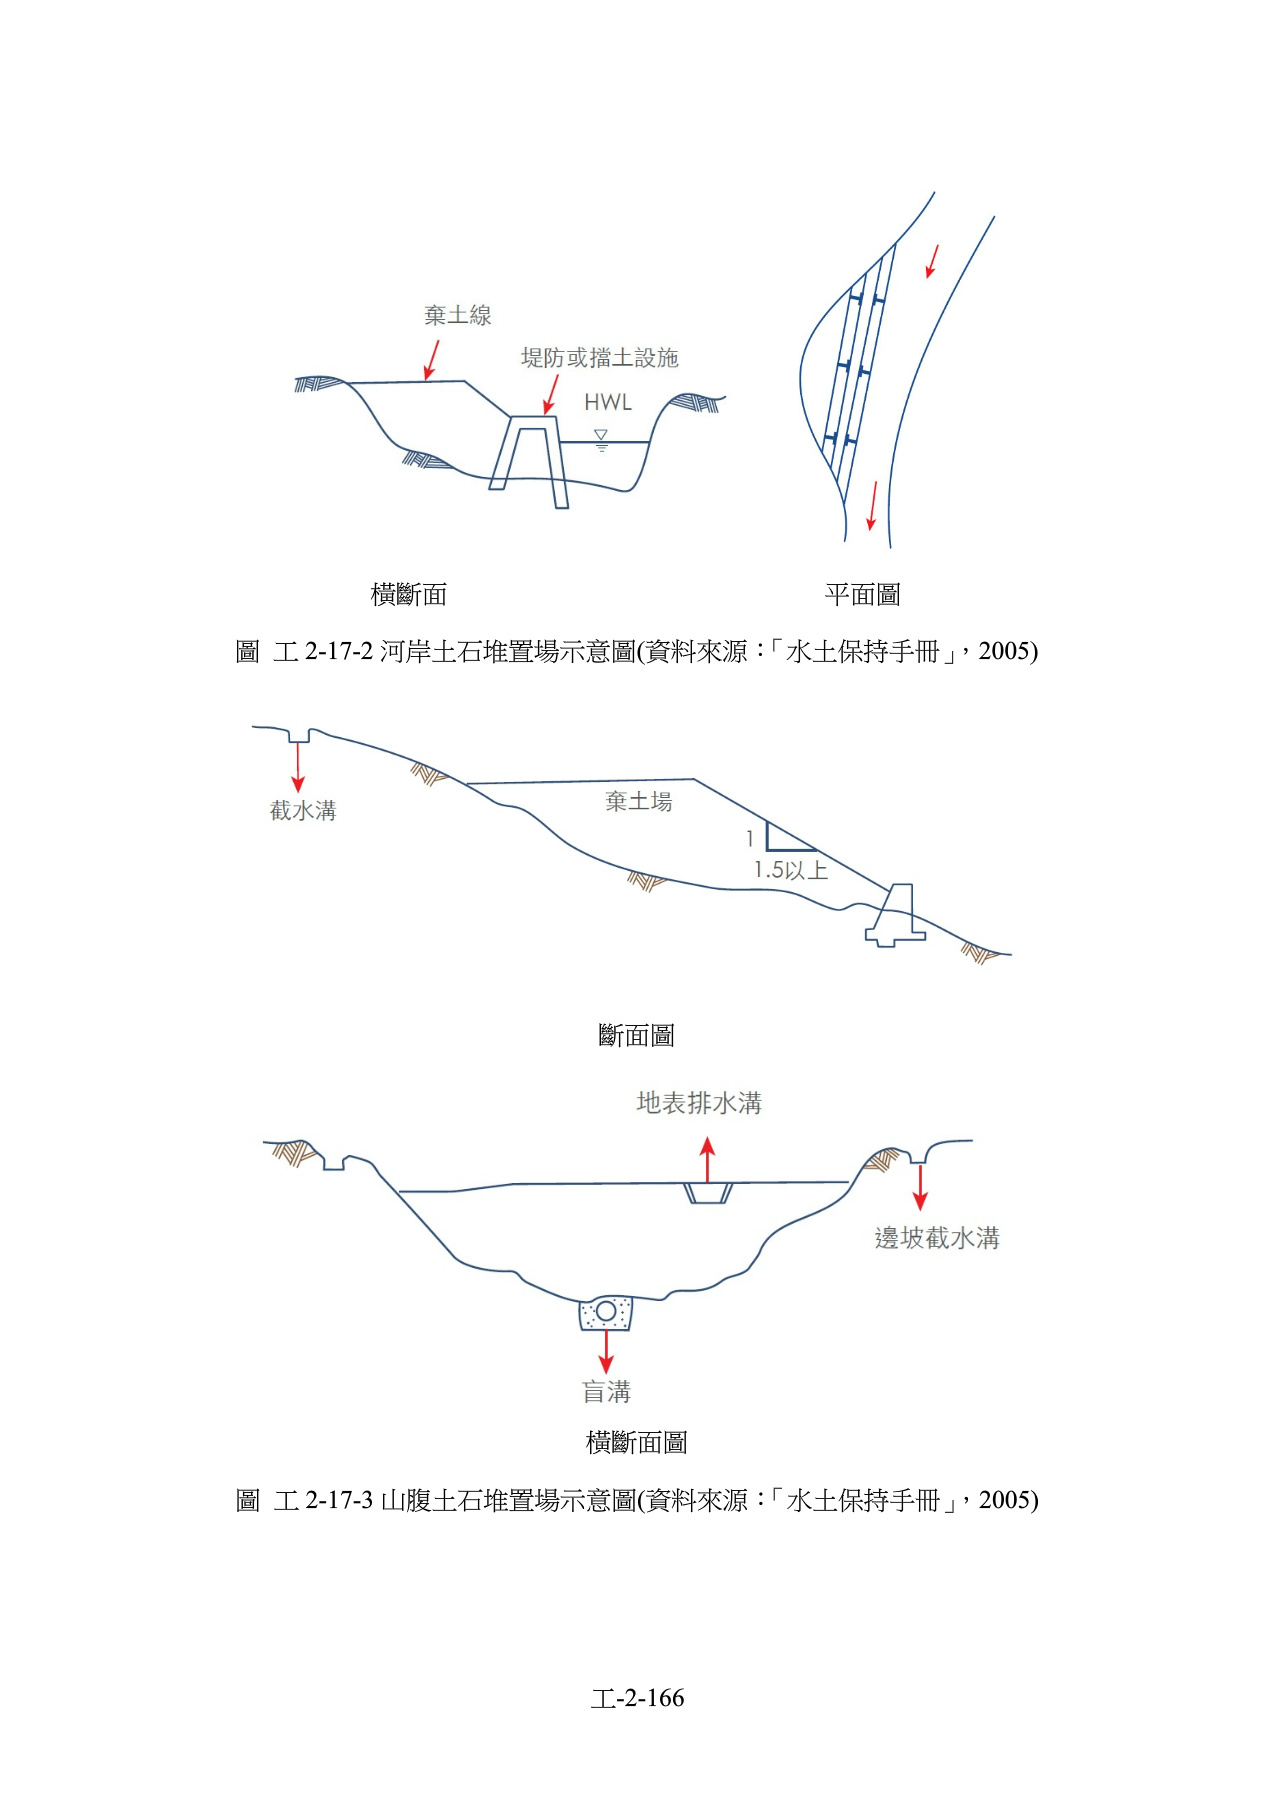 棄土線
堤防或擋土設施
HWL
橫斷面
平面圖
圖 工 2-17-2 河岸土石堆置場示意圖(資料來源：「水土保持手冊」，2005)
截水溝
棄土場
1
1.5以上
斷面圖
地表排水溝
邊坡截水溝
盲溝
橫斷面圖
圖 工 2-17-3 山腹土石堆置場示意圖(資料來源：「水土保持手冊」，2005)
工-2-166